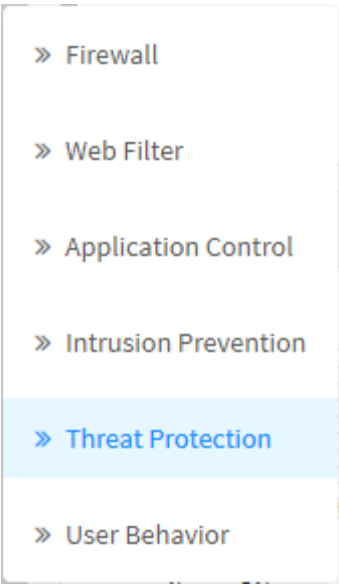 » Firewall
» Web Filter
» Application Control
» Intrusion Prevention
» Threat Protection
» User Behavior